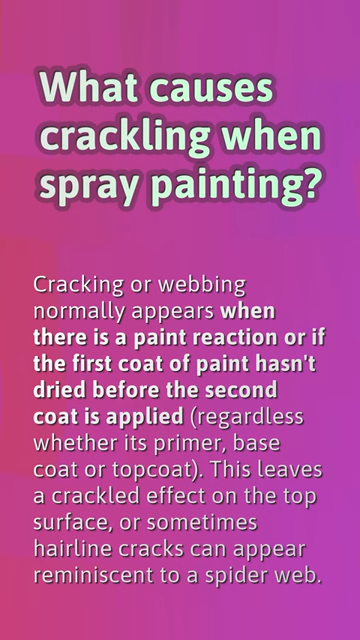 What causes
crackling when
spray painting?
Cracking or webbing
normally appears when
there is a paint reaction or if
the first coat of paint hasn't
dried before the second
coat is applied (regardless
whether its primer, base
coat or topcoat). This leaves
a crackled effect on the top
surface, or sometimes
hairline cracks can appear
reminiscent to a spider web.